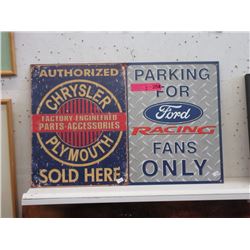 AUTHORIZED
CHRYSLER
FACTORY-ENGINEERED
PARTS-ACCESSORIES
PLYMOUTH
SOLD HERE
PARKING
FOR
Ford
RACING
FANS
ONLY